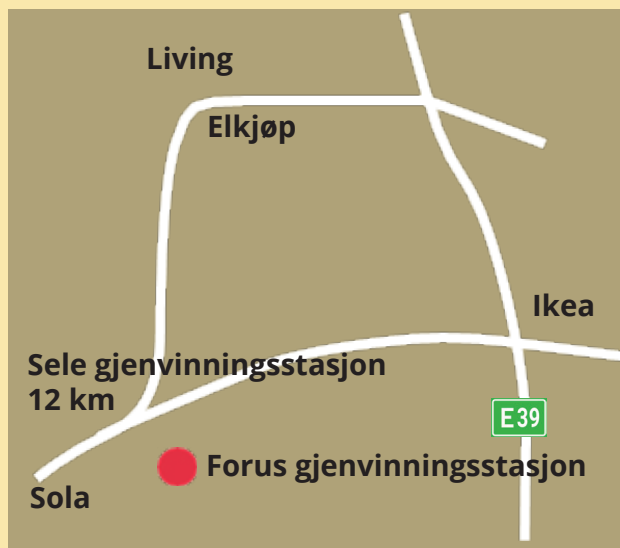 Living
Elkjøp
Ikea
Sele gjenvinningsstasjon
12 km
E39
Forus gjenvinningsstasjon
Sola